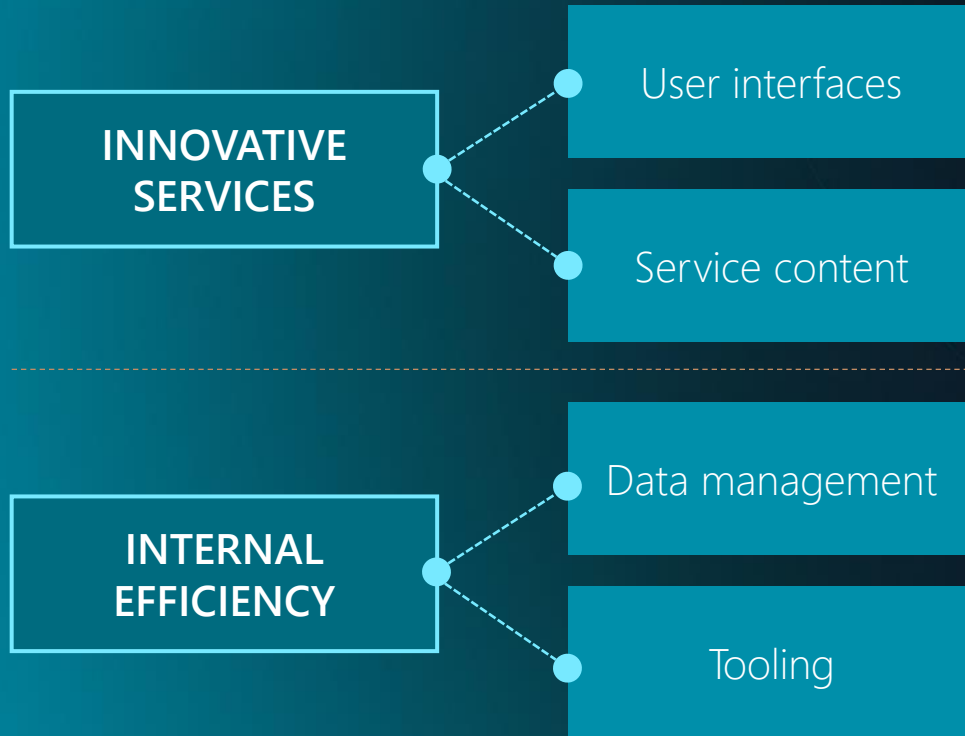 INNOVATIVE
SERVICES
User interfaces
Service content
INTERNAL
EFFICIENCY
Data management
Tooling